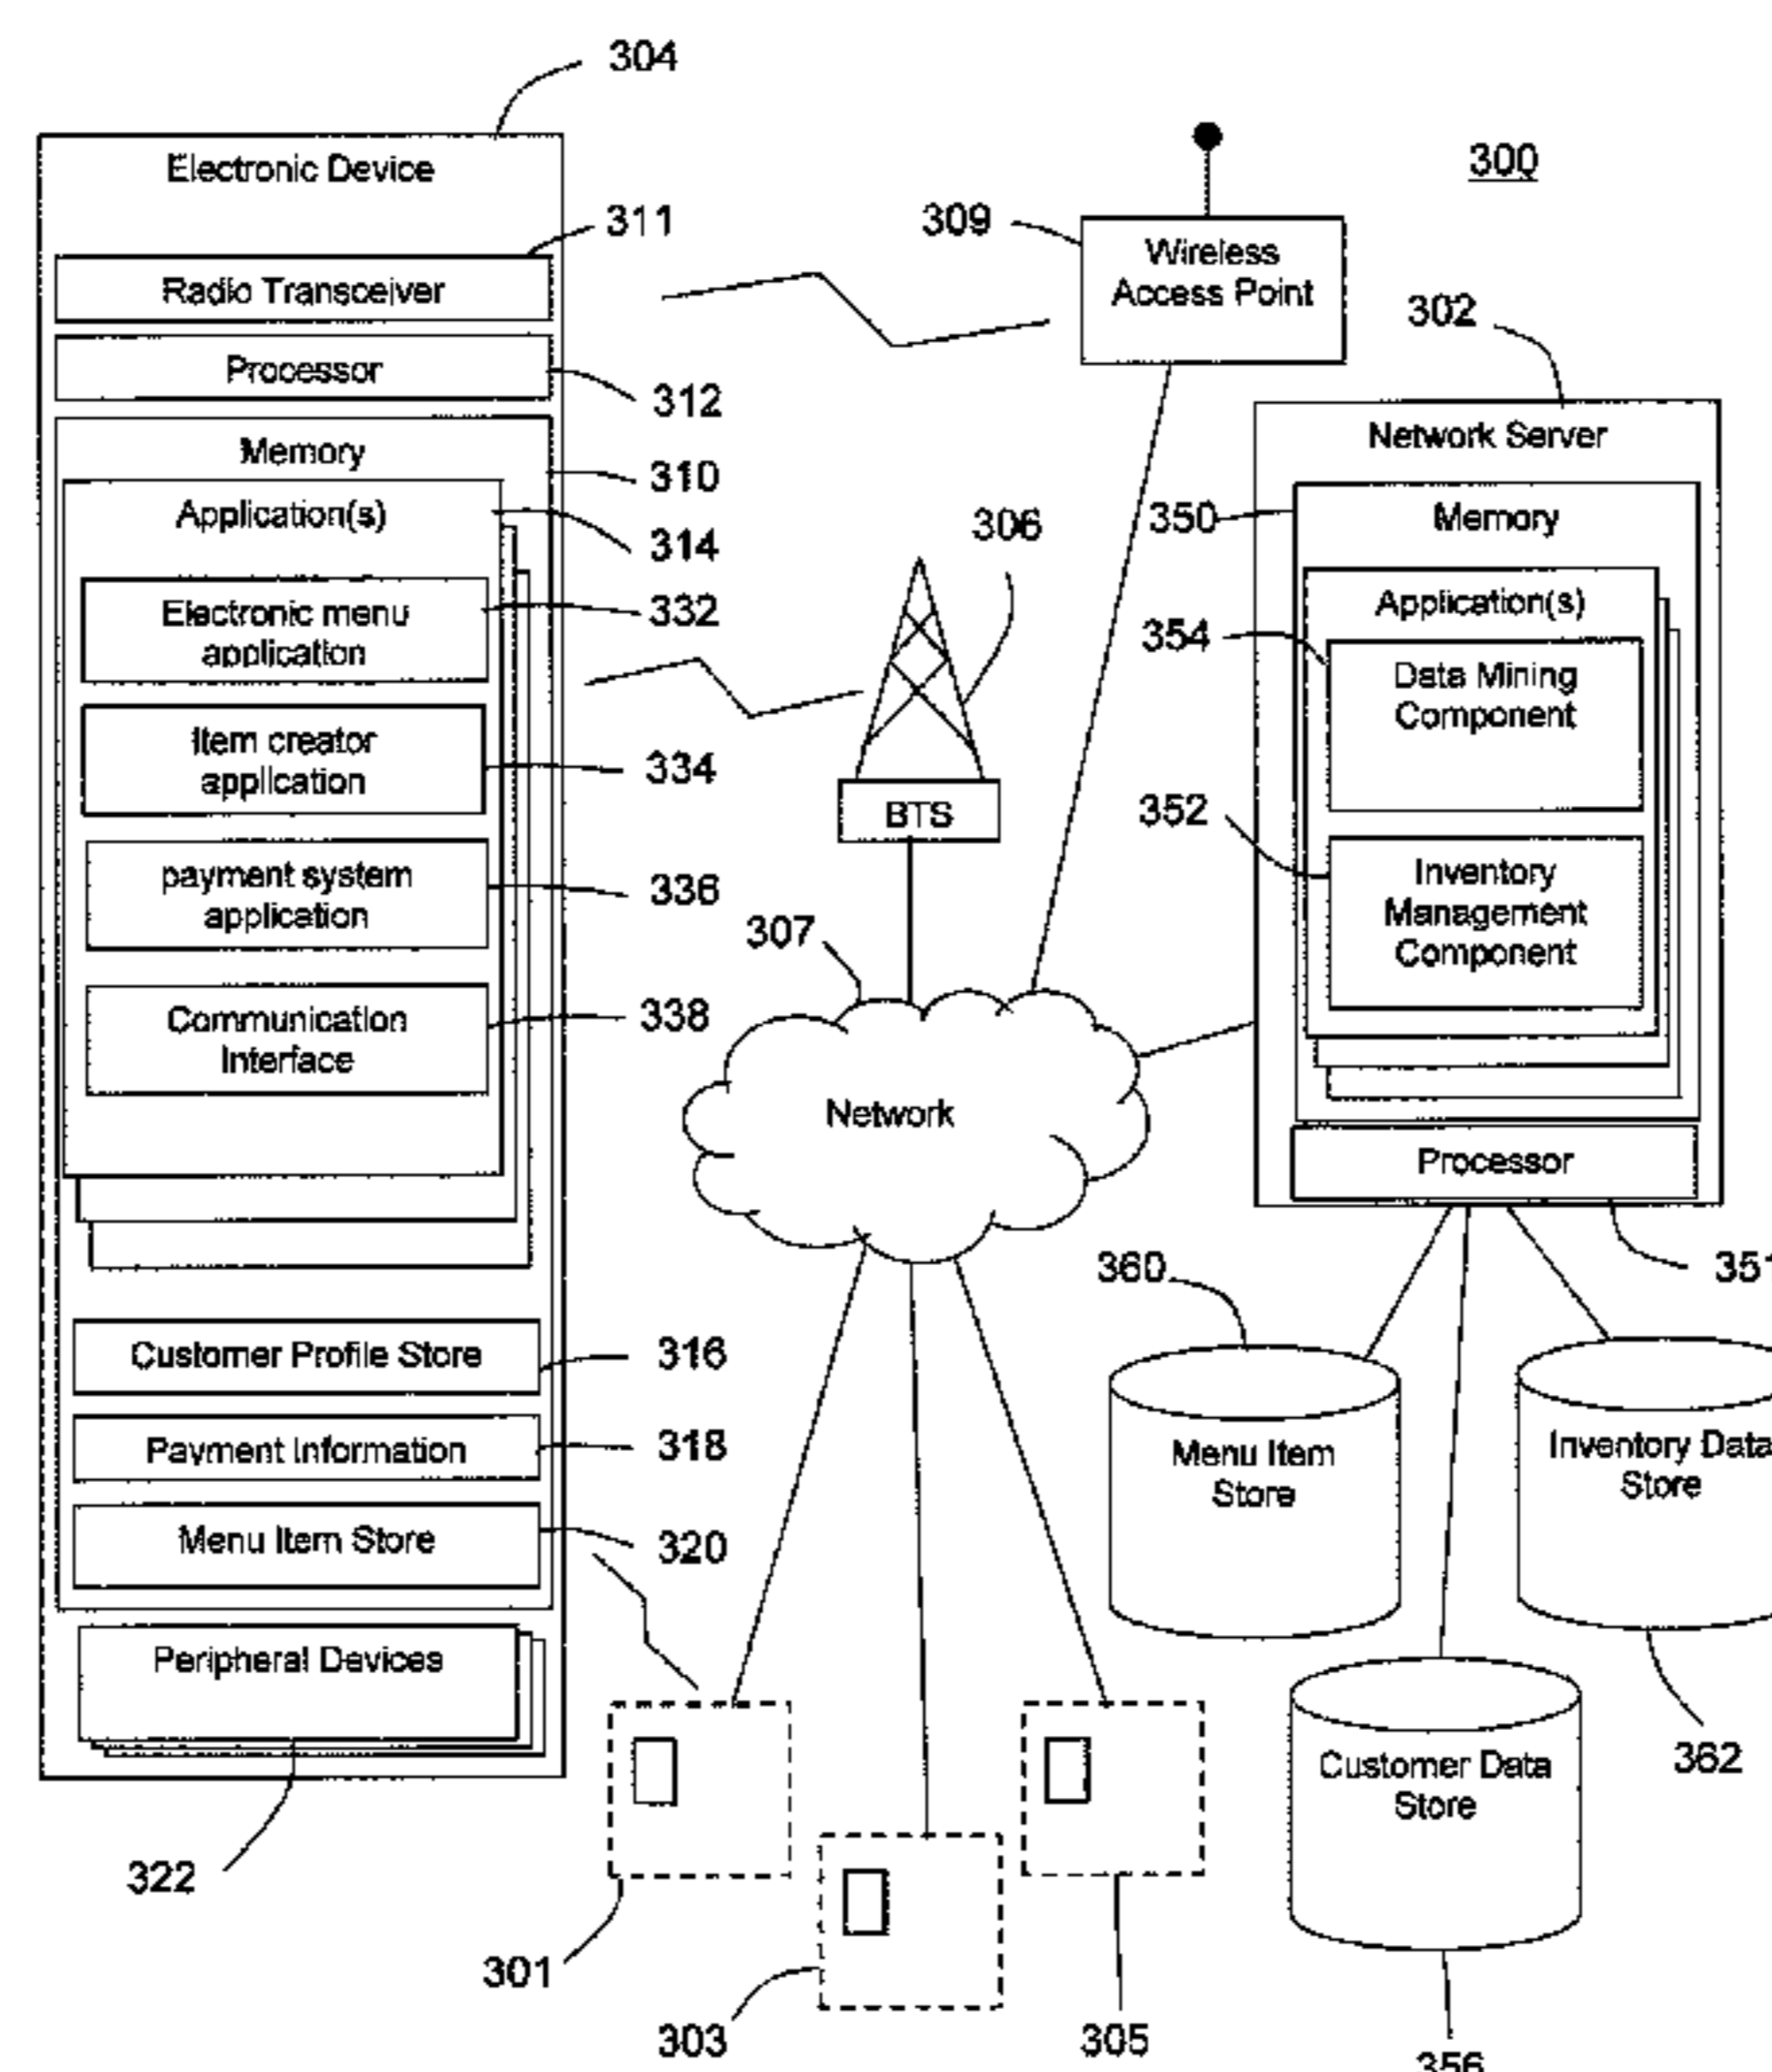 304
Electronic Device
311
Radio Transceiver
Processor
312
Memory
310
Application(s)
314
Electronic menu
application
332
Item creator
application
334
payment system
application
336
Communication
Interface
338
Customer Profile Store
316
Payment Information
318
Menu Item Store
320
Peripheral Devices
322
300
309
Wireless
Access Point
306
BTS
307
Network
301
303
305
302
Network Server
350
Memory
Application(s)
354
Data Mining
Component
352
Inventory
Management
Component
Processor
351
360
Menu Item
Store
Inventory Data
Store
362
Customer Data
Store
356